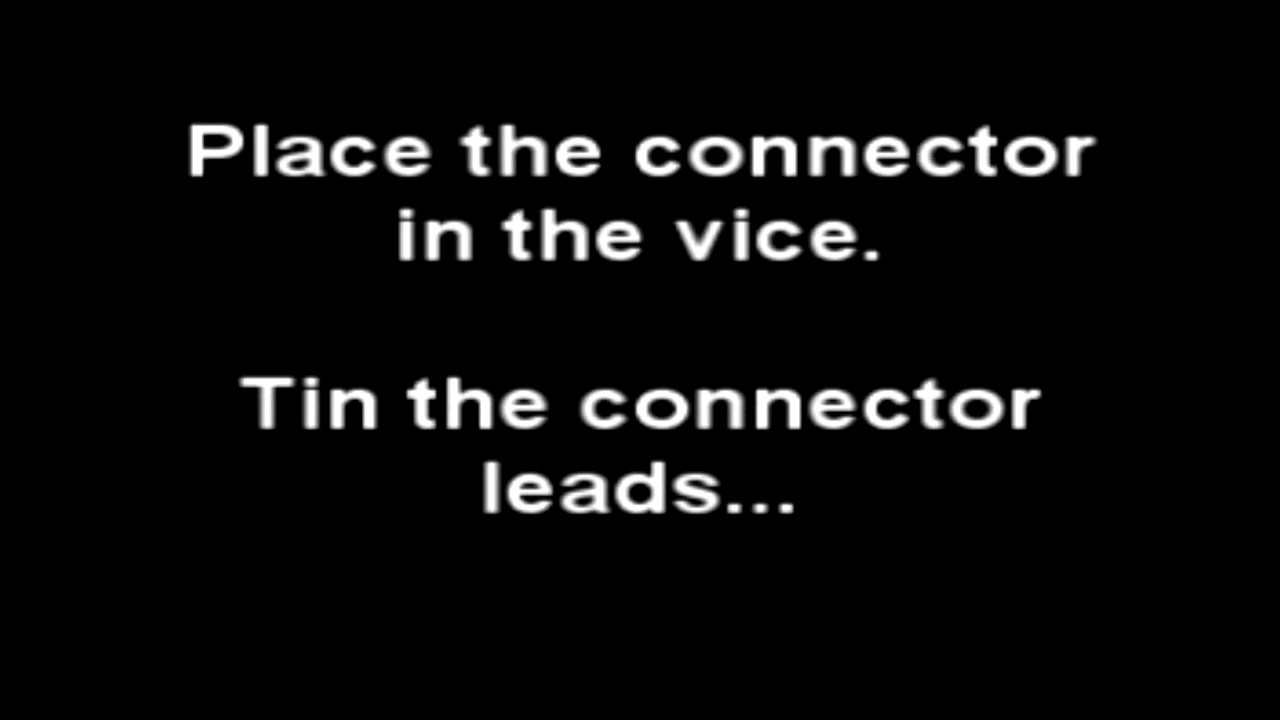 Place the connector
in the vice.
Tin the connector
leads...